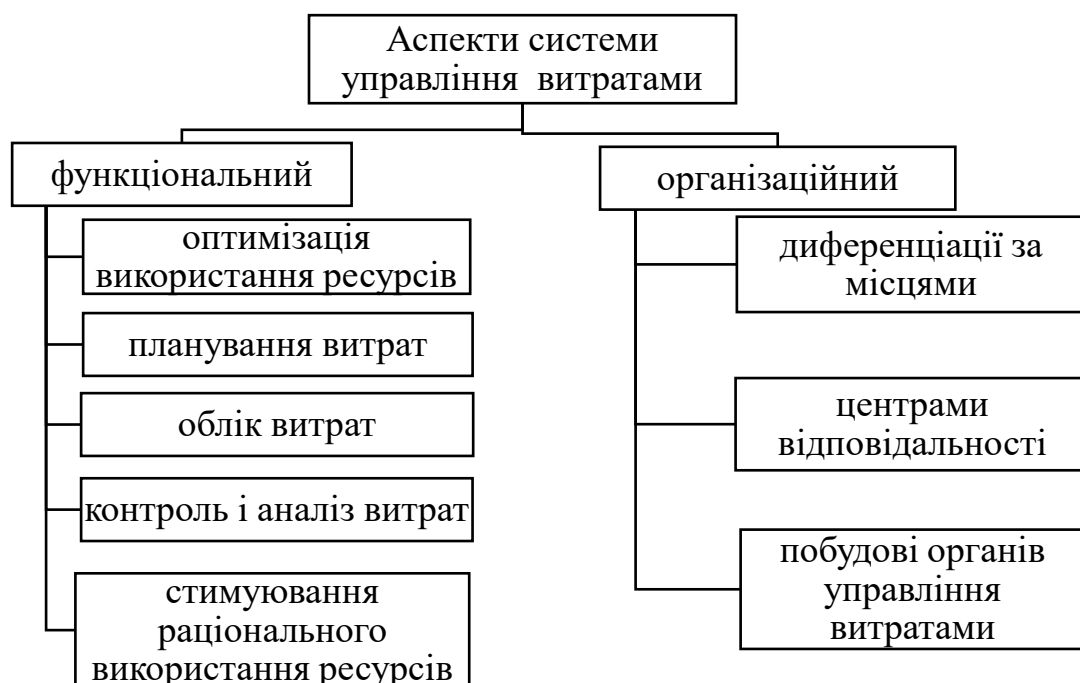 Аспекти системи
управління витратами
функціональний
оптимізація
використання ресурсів
планування витрат
облік витрат
контроль і аналіз витрат
стимуювання
раціонального
використання ресурсів
організаційний
диференціації за
місцями
центрами
відповідальності
побудові органів
управління
витратами